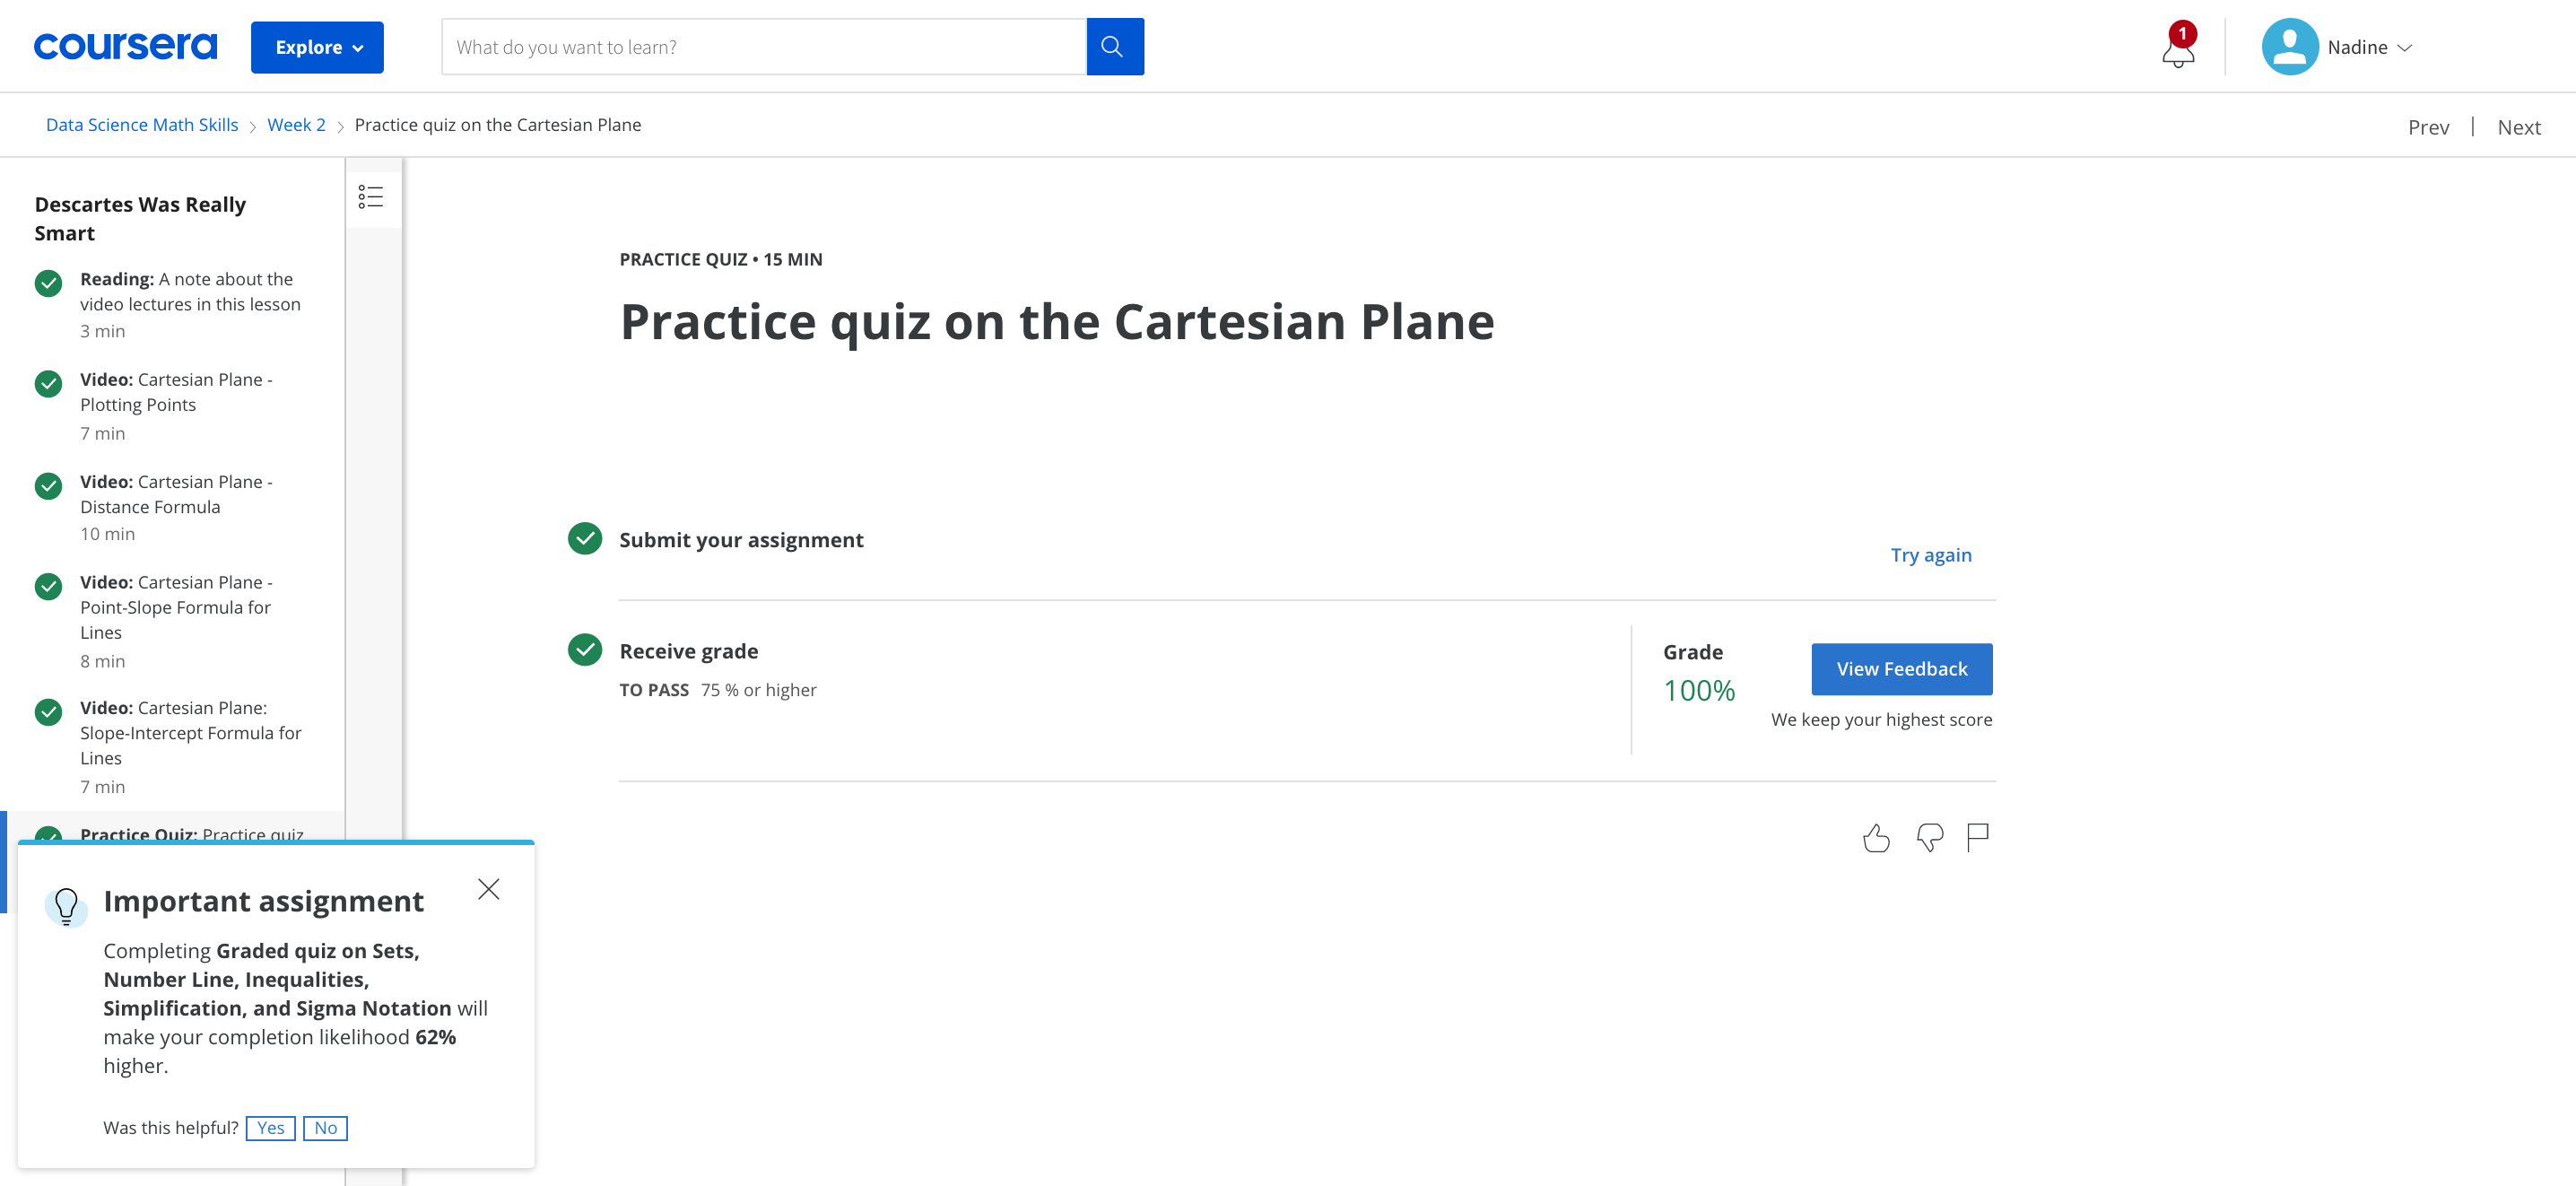 coursera
Explore
What do you want to learn?
1
Nadine
Data Science Math Skills
Week 2
Practice quiz on the Cartesian Plane
Prev
Next
Descartes Was Really
Smart
Reading: A note about the
video lectures in this lesson
3 min
Video: Cartesian Plane -
Plotting Points
7 min
Video: Cartesian Plane -
Distance Formula
10 min
Video: Cartesian Plane -
Point-Slope Formula for
Lines
8 min
Video: Cartesian Plane:
Slope-Intercept Formula for
Lines
7 min
Practice Quiz: Practice quiz
Important assignment
Completing Graded quiz on Sets,
Number Line, Inequalities,
Simplification, and Sigma Notation will
make your completion likelihood 62%
higher.
Was this helpful?
Yes
No
PRACTICE QUIZ • 15 MIN
Practice quiz on the Cartesian Plane
Submit your assignment
Try again
Receive grade
TO PASS 75 % or higher
Grade
100%
View Feedback
We keep your highest score